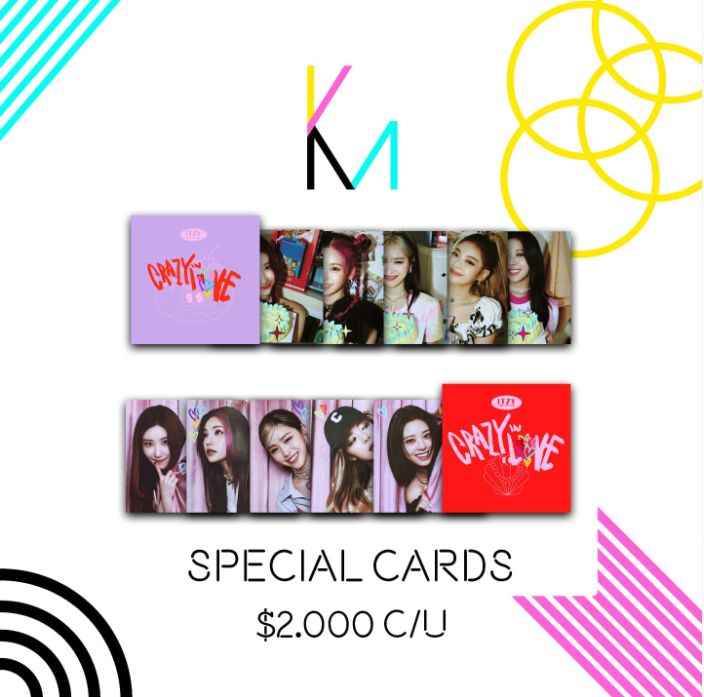 KM
ITZY
CRAZY IN LOVE
ITZY
CRAZY IN LOVE
C
SPECIAL CARDS
$2.000 C/U